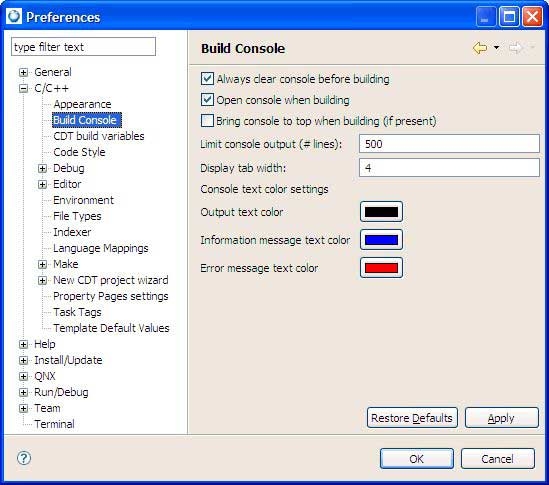 Preferences
type filter text
General
C/C++
Appearance
Build Console
CDT build variables
Code Style
Debug
Editor
Environment
File Types
Indexer
Language Mappings
Make
New CDT project wizard
Property Pages settings
Task Tags
Template Default Values
Help
Install/Update
QNX
Run/Debug
Team
Terminal
Build Console
Always clear console before building
Open console when building
Bring console to top when building (if present)
Limit console output (# lines): 500
Display tab width: 4
Console text color settings
Output text color
Information message text color
Error message text color
Restore Defaults Apply
? OK Cancel